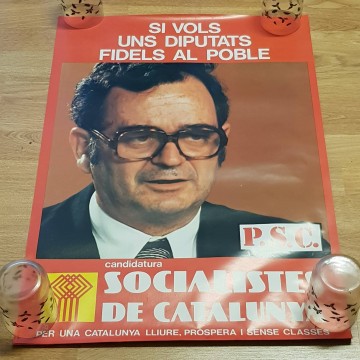 SI VOLS
UNS DIPUTATS
FIDELS AL POBLE
P.S.C.
candidatura
SOCIALISTES
DE CATALUNYA
PER UNA CATALUNYA LLIURE, PRÒSPERA I SENSE CLASSES